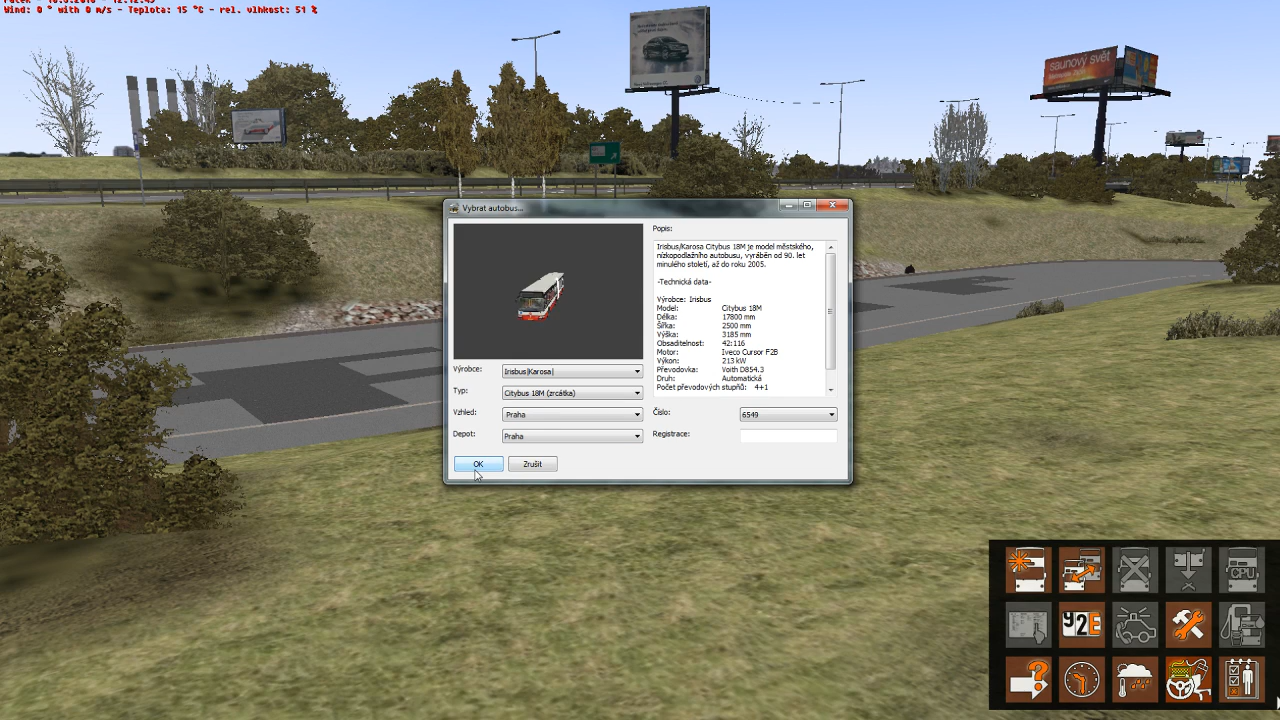 Wind: 0 ° with 0 m/s - Teplota: 15 °C - rel. vlhkost: 51 %
saunový svět
Vybrat autobus...
Popis:
Irisbus/Karosa Citybus 18M je model městského,
nízkopodlažního autobusu, vyráběn od 90. let
minulého století, až do roku 2005.
-Technická data-
Výrobce: Irisbus
Model: Citybus 18M
Délka: 17800 mm
Šířka: 2500 mm
Výška: 3185 mm
Obsaditelnost: 42:116
Motor: Iveco Cursor F2B
Výkon: 213 kW
Převodovka: Voith D854.3
Druh: Automatická
Počet převodových stupňů: 4+1
Výrobce: Irisbus|Karosa|
Typ: Citybus 18M (zrcátka)
Vzhled: Praha
Číslo: 6549
Depot: Praha
Registrace:
OK
Zrušit
CPU
92E